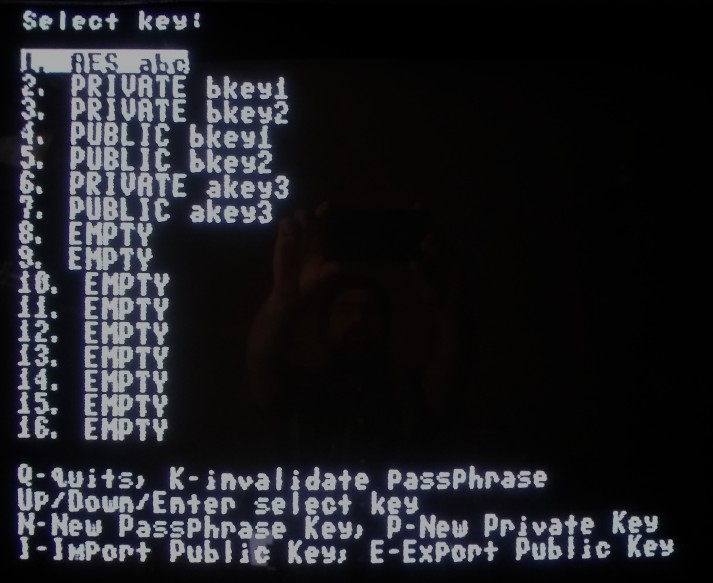 Select key:
1. AES abc
2. PRIVATE bkey1
3. PRIVATE bkey2
4. PUBLIC bkey1
5. PUBLIC bkey2
6. PRIVATE akey3
7. PUBLIC akey3
8. EMPTY
9. EMPTY
10. EMPTY
11. EMPTY
12. EMPTY
13. EMPTY
14. EMPTY
15. EMPTY
16. EMPTY
Q-quits, K-invalidate PassPhrase
Up/Down/Enter select key
N-New PassPhrase Key, P-New Private Key
I-Import Public Key, E-Export Public Key